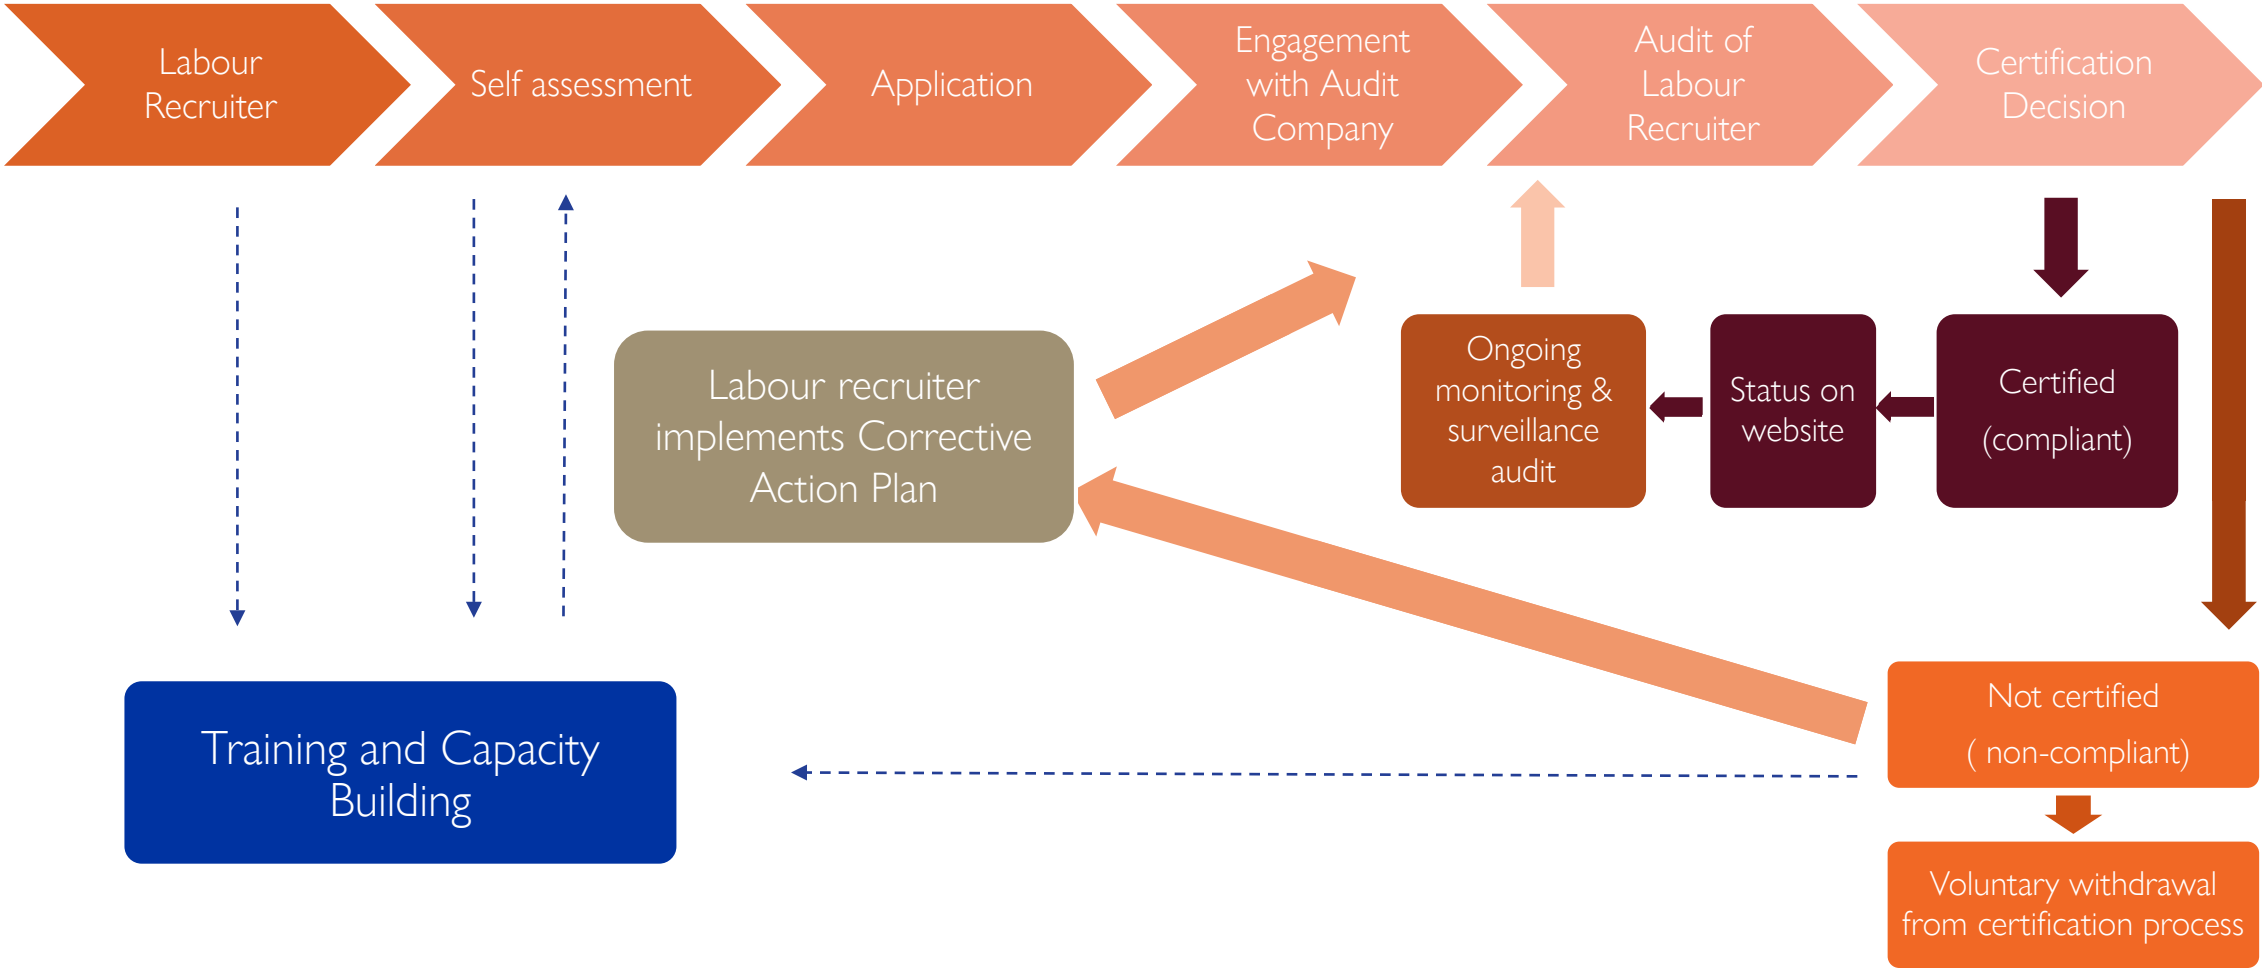 Labour
Recruiter
Self assessment
Application
Engagement
with Audit
Company
Audit of
Labour
Recruiter
Certification
Decision
Labour recruiter
implements Corrective
Action Plan
Ongoing
monitoring &
surveillance
audit
Status on
website
Certified
(compliant)
Training and Capacity
Building
Not certified
( non-compliant)
Voluntary withdrawal
from certification process